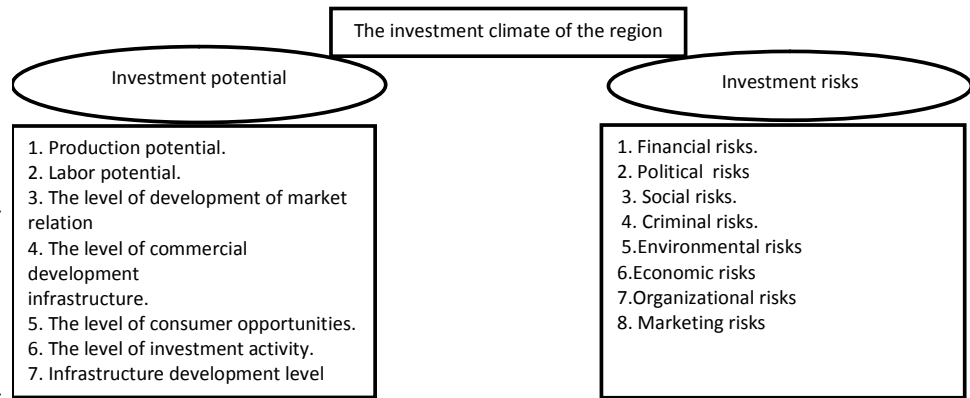 The investment climate of the region
Investment potential
1. Production potential.
2. Labor potential.
3. The level of development of market
relation
4. The level of commercial
development
infrastructure.
5. The level of consumer opportunities.
6. The level of investment activity.
7. Infrastructure development level
Investment risks
1. Financial risks.
2. Political risks
3. Social risks.
4. Criminal risks.
5.Environmental risks
6.Economic risks
7.Organizational risks
8. Marketing risks